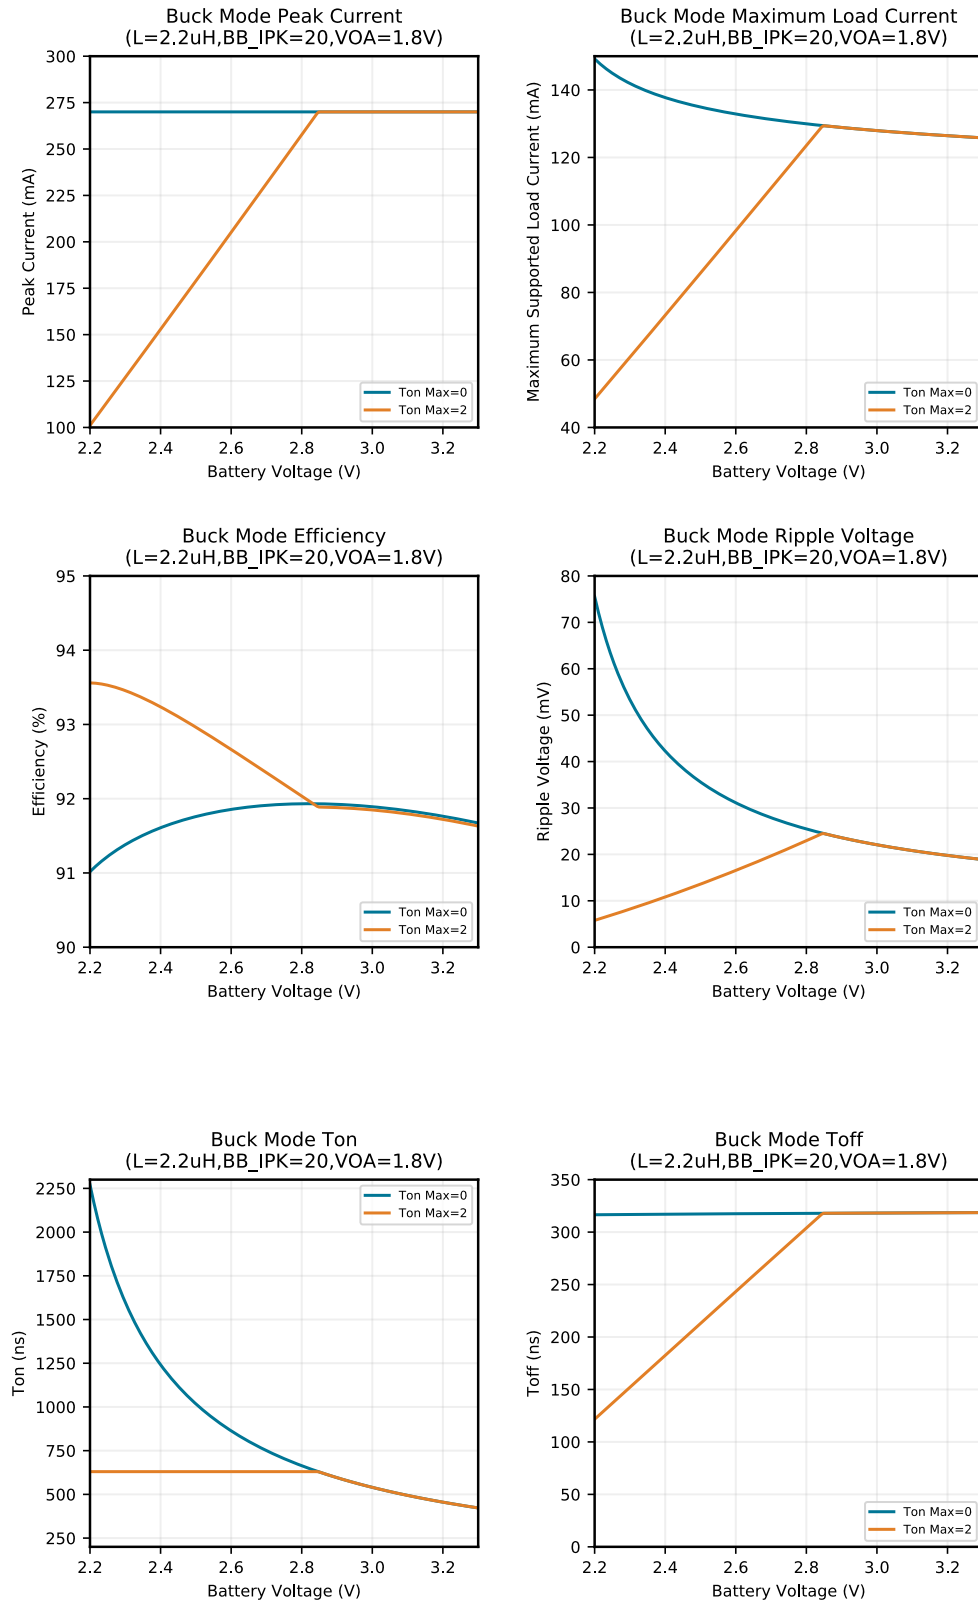 Buck Mode Peak Current
(L=2.2uH,BB_IPK=20,VOA=1.8V)
300
275
250
225
200
175
150
125
100
Peak Current (mA)
Ton Max=0
Ton Max=2
2.2 2.4 2.6 2.8 3.0 3.2
Battery Voltage (V)
Buck Mode Maximum Load Current
(L=2.2uH,BB_IPK=20,VOA=1.8V)
140
120
100
80
60
40
Maximum Supported Load Current (mA)
Ton Max=0
Ton Max=2
2.2 2.4 2.6 2.8 3.0 3.2
Battery Voltage (V)
Buck Mode Efficiency
(L=2.2uH,BB_IPK=20,VOA=1.8V)
95
94
93
92
91
90
Efficiency (%)
Ton Max=0
Ton Max=2
2.2 2.4 2.6 2.8 3.0 3.2
Battery Voltage (V)
Buck Mode Ripple Voltage
(L=2.2uH,BB_IPK=20,VOA=1.8V)
80
70
60
50
40
30
20
10
0
Ripple Voltage (mV)
Ton Max=0
Ton Max=2
2.2 2.4 2.6 2.8 3.0 3.2
Battery Voltage (V)
Buck Mode Ton
(L=2.2uH,BB_IPK=20,VOA=1.8V)
2250
2000
1750
1500
1250
1000
750
500
250
Ton (ns)
Ton Max=0
Ton Max=2
2.2 2.4 2.6 2.8 3.0 3.2
Battery Voltage (V)
Buck Mode Toff
(L=2.2uH,BB_IPK=20,VOA=1.8V)
350
300
250
200
150
100
50
0
Toff (ns)
Ton Max=0
Ton Max=2
2.2 2.4 2.6 2.8 3.0 3.2
Battery Voltage (V)